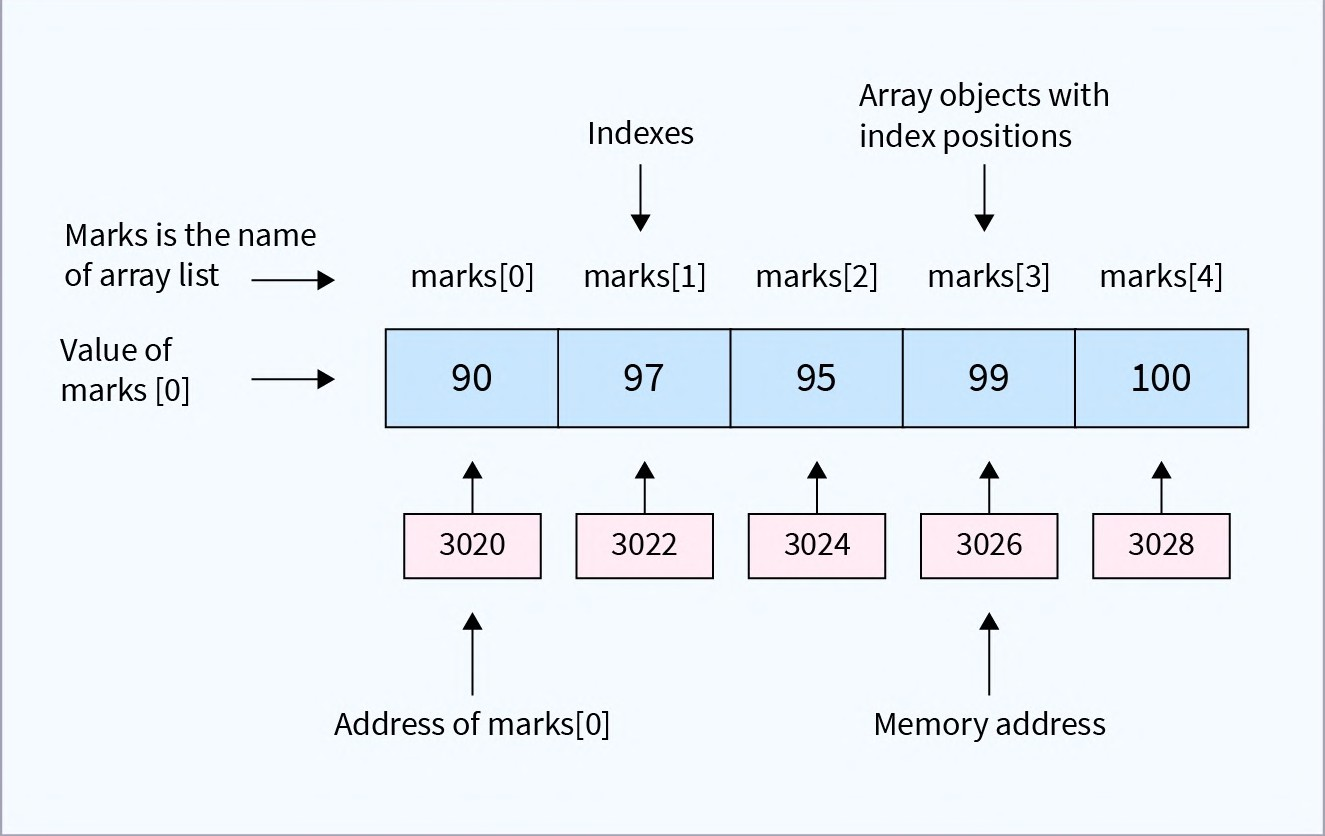 Array objects with
index positions
Indexes
Marks is the name
of array list
marks[0] marks[1] marks[2] marks[3] marks[4]
Value of
marks [0]
90 97 95 99 100
3020 3022 3024 3026 3028
Address of marks[0] Memory address